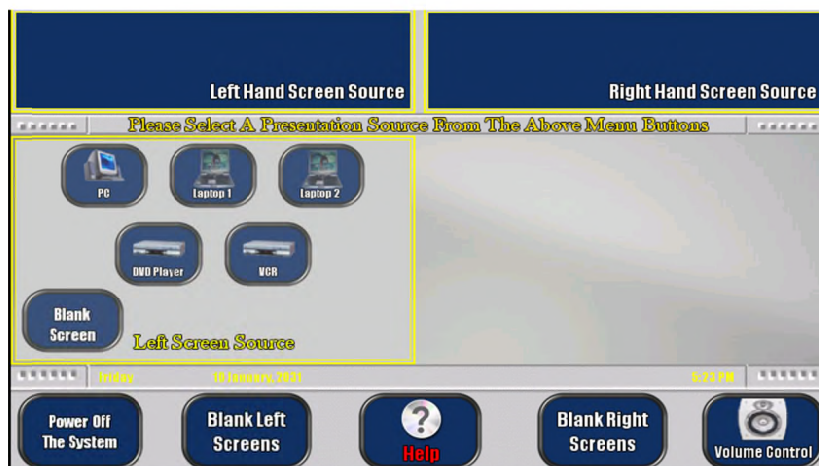 Left Hand Screen Source
Right Hand Screen Source
Please Select A Presentation Source From The Above Menu Buttons
PC
Laptop 1
Laptop 2
DVD Player
VCR
Blank
Screen
Left Screen Source
Friday
January, 2021
5:23 PM
Power Off
The System
Blank Left
Screens
Help
Blank Right
Screens
Volume Control